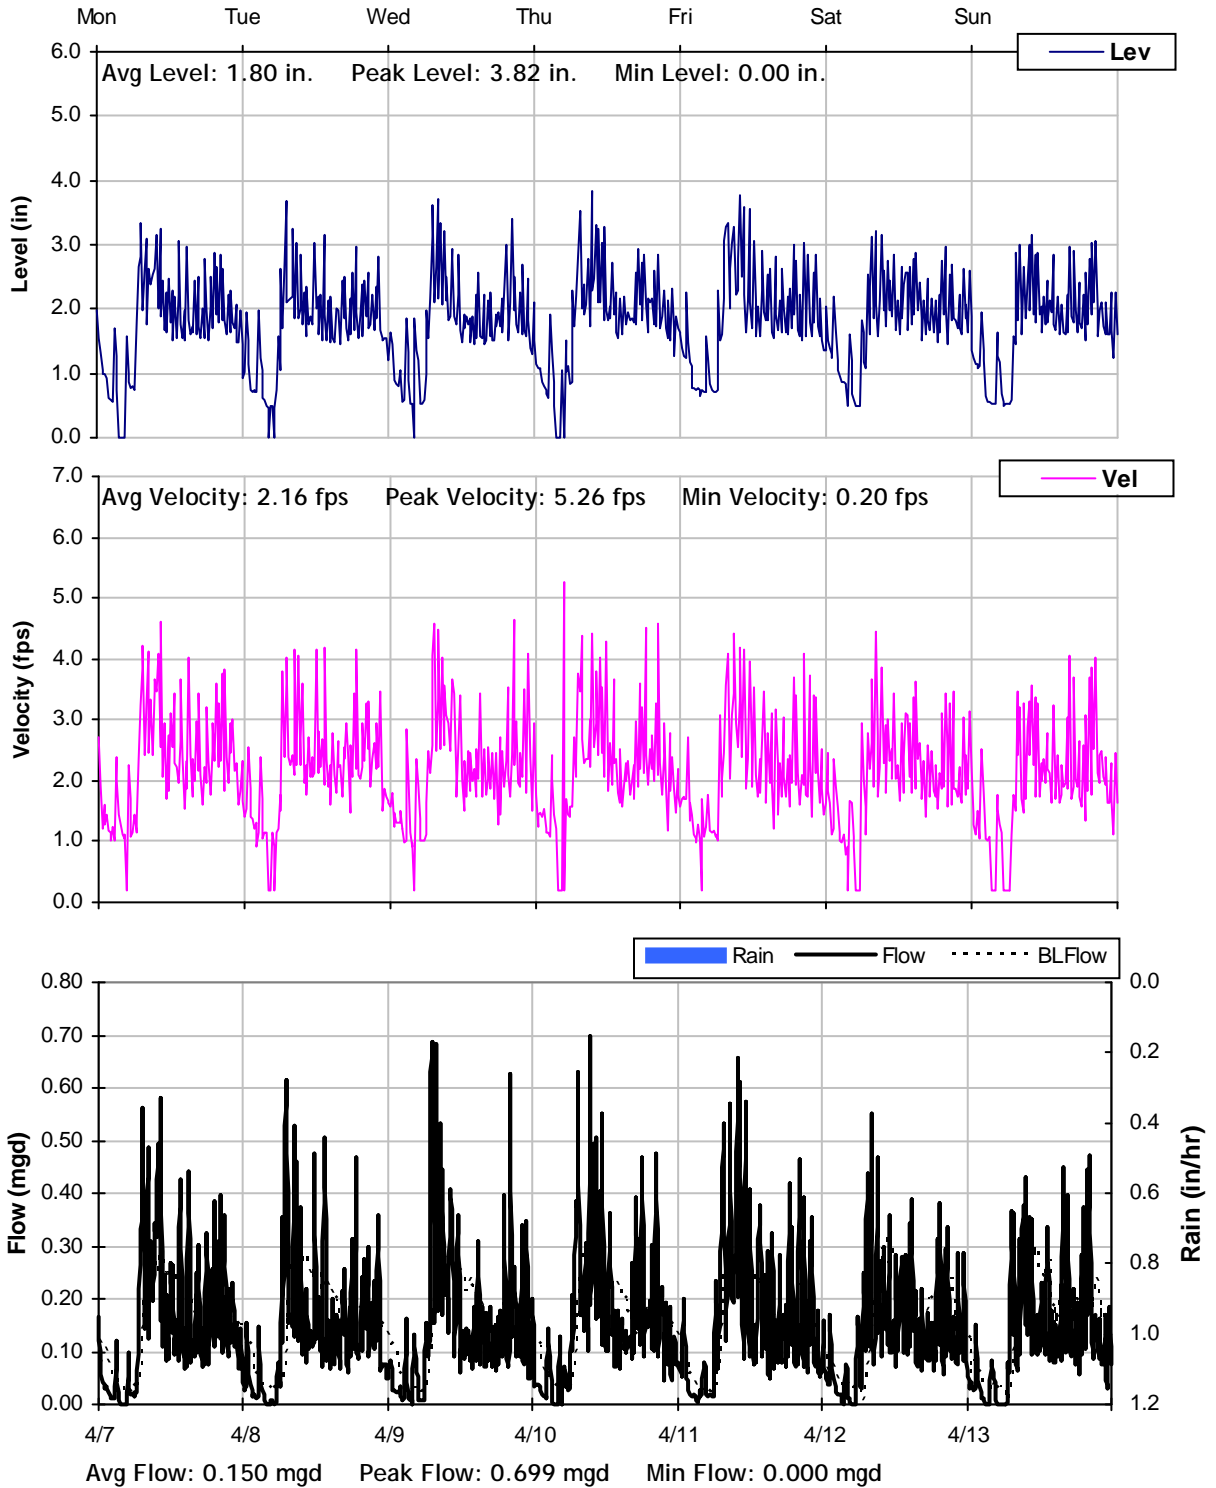 Mon Tue Wed Thu Fri Sat Sun
Lev
Avg Level: 1.80 in. Peak Level: 3.82 in. Min Level: 0.00 in.
6.0
5.0
4.0
3.0
2.0
1.0
0.0
Level (in)
Vel
Avg Velocity: 2.16 fps Peak Velocity: 5.26 fps Min Velocity: 0.20 fps
7.0
6.0
5.0
4.0
3.0
2.0
1.0
0.0
Velocity (fps)
Rain Flow BLFlow
0.80
0.70
0.60
0.50
0.40
0.30
0.20
0.10
0.00
Flow (mgd)
0.0
0.2
0.4
0.6
0.8
1.0
1.2
Rain (in/hr)
4/7 4/8 4/9 4/10 4/11 4/12 4/13
Avg Flow: 0.150 mgd Peak Flow: 0.699 mgd Min Flow: 0.000 mgd